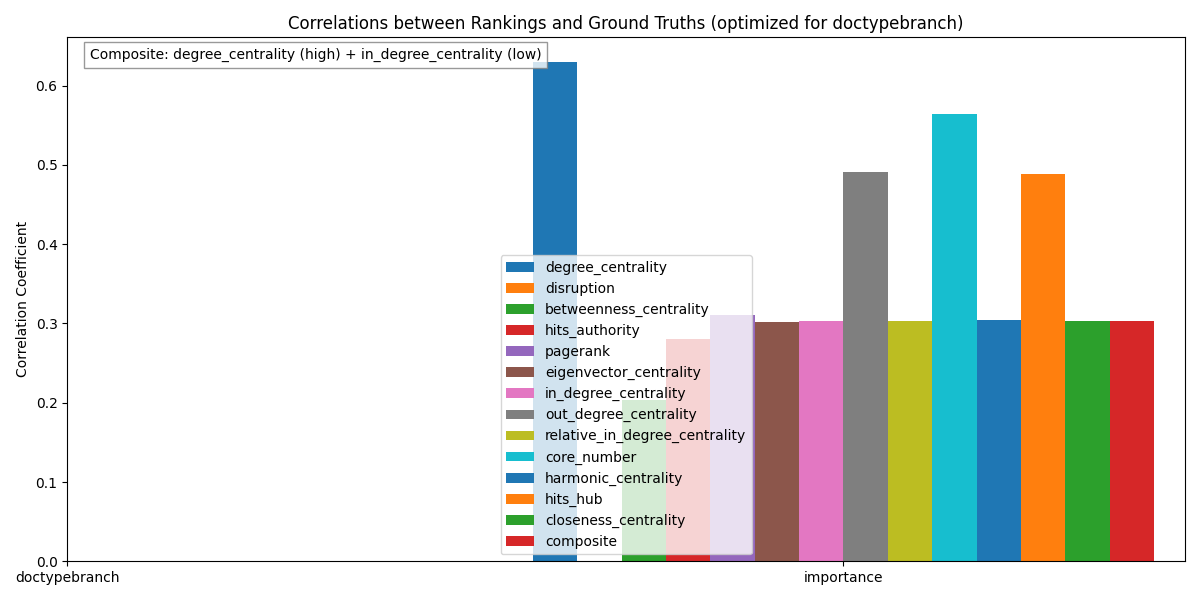 Correlations between Rankings and Ground Truths (optimized for doctypebranch)
Composite: degree_centrality (high) + in_degree_centrality (low)
Correlation Coefficient
0.6
0.5
0.4
0.3
0.2
0.1
0.0
degree_centrality
disruption
betweenness_centrality
hits_authority
pagerank
eigenvector_centrality
in_degree_centrality
out_degree_centrality
relative_in_degree_centrality
core_number
harmonic_centrality
hits_hub
closeness_centrality
composite
doctypebranch
importance